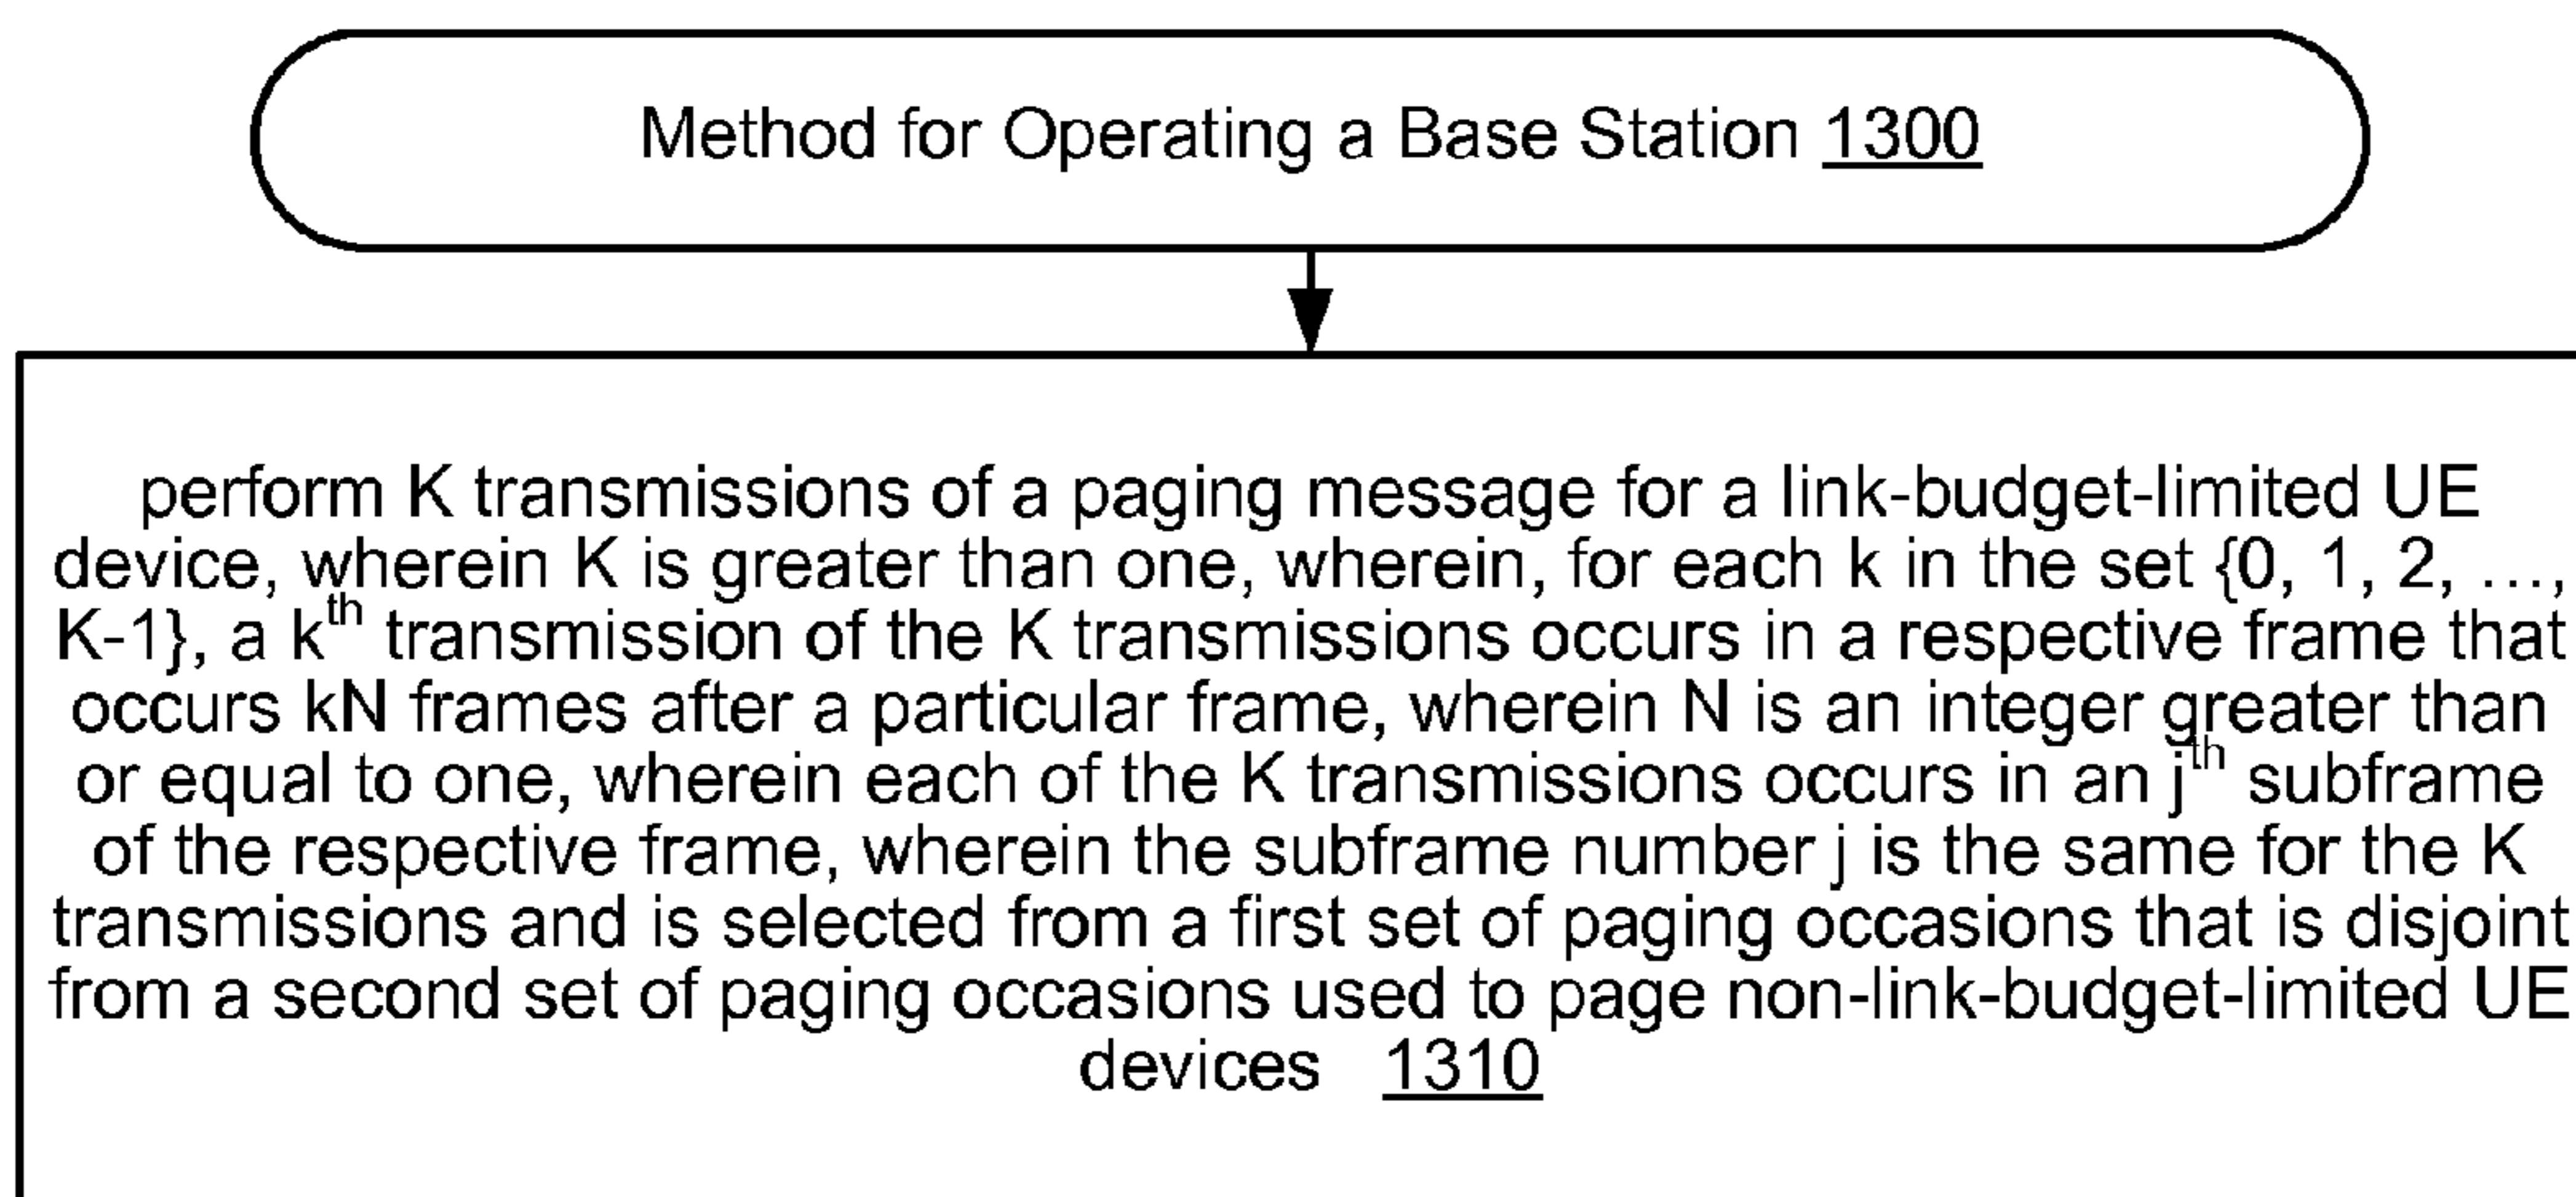 Method for Operating a Base Station 1300
perform K transmissions of a paging message for a link-budget-limited UE
device, wherein K is greater than one, wherein, for each k in the set {0, 1, 2, …,
K-1}, a kth transmission of the K transmissions occurs in a respective frame that
occurs kN frames after a particular frame, wherein N is an integer greater than
or equal to one, wherein each of the K transmissions occurs in an jth subframe
of the respective frame, wherein the subframe number j is the same for the K
transmissions and is selected from a first set of paging occasions that is disjoint
from a second set of paging occasions used to page non-link-budget-limited UE
devices 1310